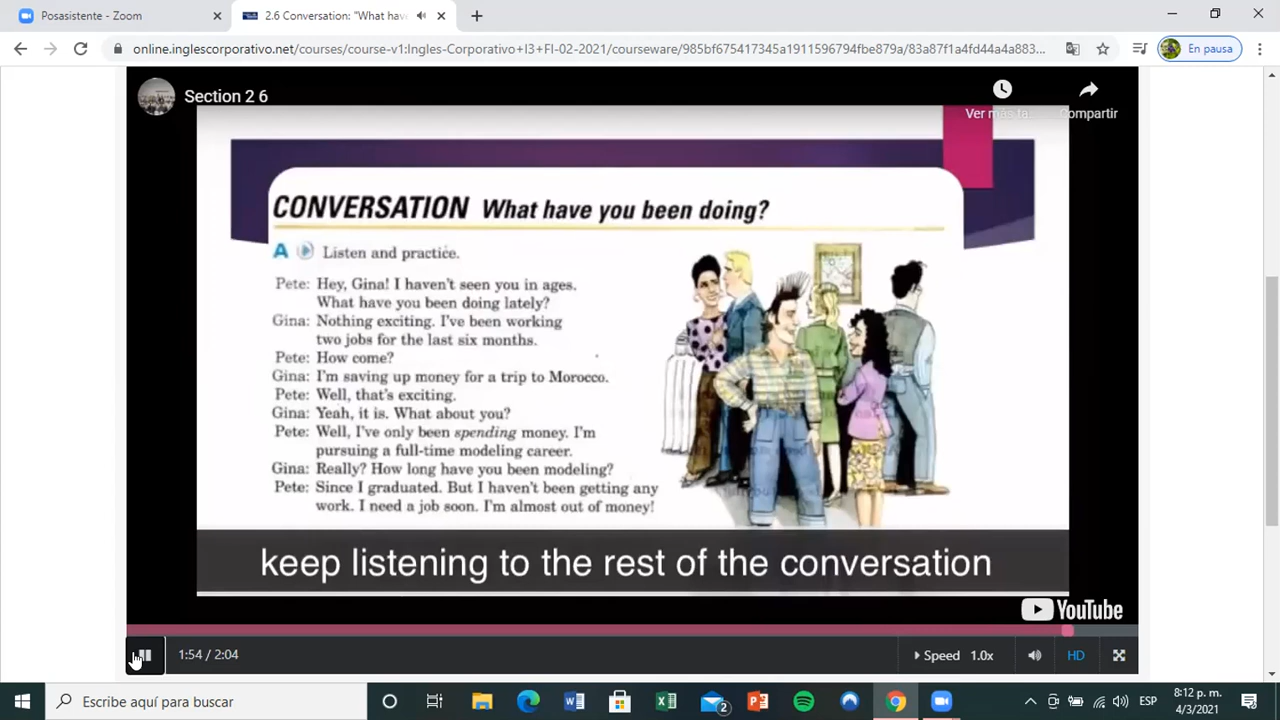 Posasistente - Zoom
2.6 Conversation: "What hav
online.inglescorporativo.net/courses/course-v1:Ingles-Corporativo+I3+FI-02-2021/courseware/985bf675417345a1911596794fbe879a/83a87f1a4fd44a4a883...
En pausa
Section 2 6
Ver más ta
Compartir
CONVERSATION What have you been doing?
A Listen and practice.
Pete: Hey, Gina! I haven't seen you in ages.
What have you been doing lately?
Gina: Nothing exciting. I've been working
two jobs for the last six months.
Pete: How come?
Gina: I'm saving up money for a trip to Morocco.
Pete: Well, that's exciting.
Gina: Yeah, it is. What about you?
Pete: Well, I've only been spending money. I'm
pursuing a full-time modeling career.
Gina: Really? How long have you been modeling?
Pete: Since I graduated. But I haven't been getting any
work. I need a job soon. I'm almost out of money!
keep listening to the rest of the conversation
YouTube
1:54 / 2:04
Speed 1.0x
HD
Escribe aquí para buscar
2
ESP
8:12 p. m.
4/3/2021